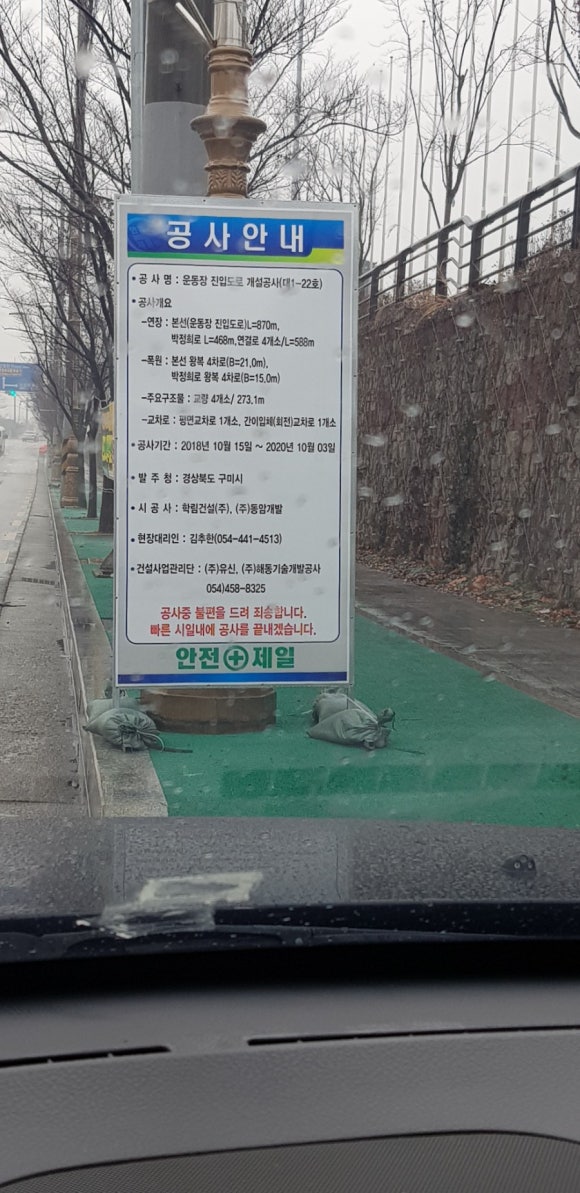 공사안내
• 공 사 명 : 운동장 진입도로 개설공사(대1-22호)
• 공사개요
-연장 : 본선(운동장 진입도로)L=870m,
박정희로 L=468m,연결로 4개소/L=588m
-폭원 : 본선 왕복 4차로(B=21.0m),
박정희로 왕복 4차로(B=15.0m)
-주요구조물 : 교량 4개소/ 273.1m
-교차로 : 평면교차로 1개소, 간이입체(회전)교차로 1개소
• 공사기간 : 2018년 10월 15일 ~ 2020년 10월 03일
• 발 주 청 : 경상북도 구미시
• 시 공 사 : 학림건설(주), (주)동암개발
• 현장대리인 : 김추한(054-441-4513)
• 건설사업관리단 : (주)유신, (주)해동기술개발공사
054)458-8325
공사중 불편을 드려 죄송합니다.
빠른 시일내에 공사를 끝내겠습니다.
안전 제일